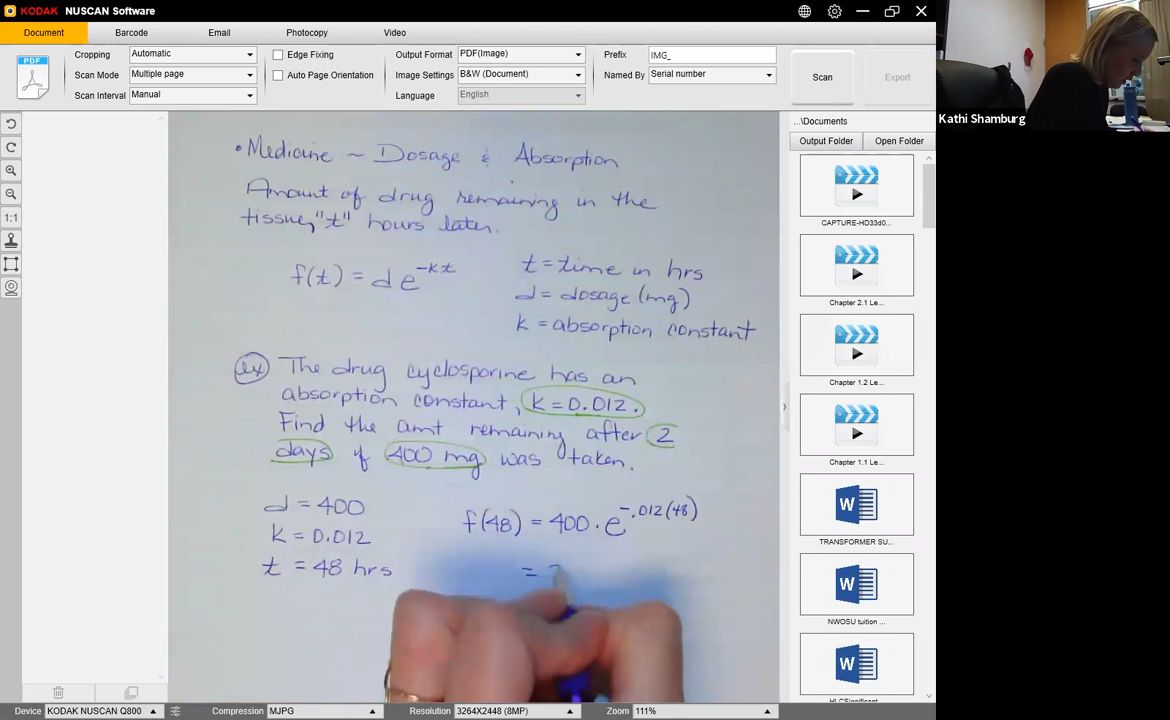 KODAK NUSCAN Software
Document
Barcode
Email
Photocopy
Video
Cropping
Automatic
Edge Fixing
Output Format
PDF(Image)
Prefix
IMG_
Scan
Export
Scan Mode
Multiple page
Auto Page Orientation
Image Settings
B&W (Document)
Named By
Serial number
Scan Interval
Manual
Language
English
PDF
1:1
• Medicine ~ Dosage & Absorption
Amount of drug remaining in the
tissue, "t" hours later.
f(t) = d e^-kt
t = time in hrs
d = dosage (mg)
k = absorption constant
ex The drug cyclosporine has an
absorption constant, k = 0.012.
Find the amt remaining after 2
days if 400 mg was taken.
d = 400
k = 0.012
t = 48 hrs
f(48) = 400 · e^-.012(48)
=
Kathi Shamburg
...\Documents
Output Folder
Open Folder
CAPTURE-HD33d0...
Chapter 2.1 Le...
Chapter 1.2 Le...
Chapter 1.1 Le...
TRANSFORMER SU...
NWOSU tuition ...
HLCSignificant
Device KODAK NUSCAN Q800
Compression MJPG
Resolution 3264X2448 (8MP)
Zoom 111%